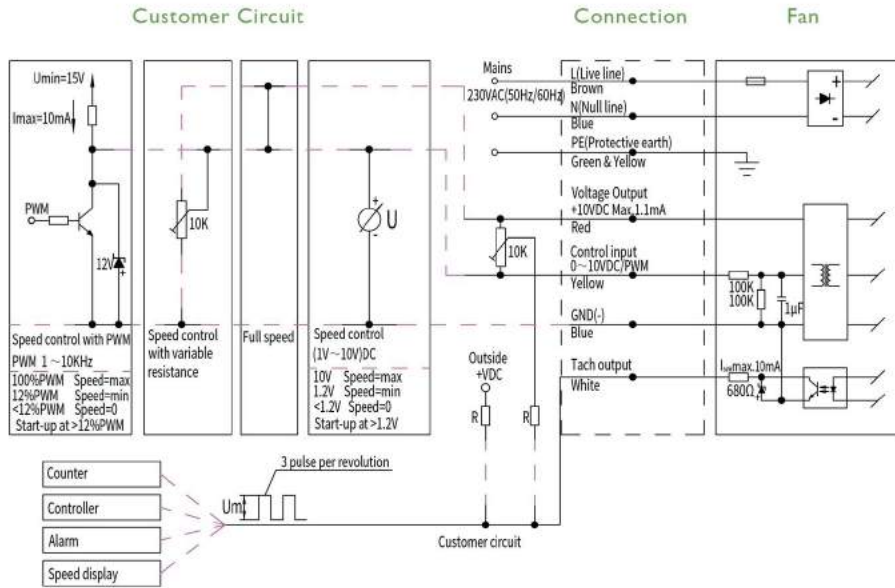 Customer Circuit
Connection
Fan
Umin=15V
Imax=10mA
PWM
12V
10K
U
+
-
Mains
230VAC(50Hz/60Hz)
L(Live line)
Brown
N(Null line)
Blue
PE(Protective earth)
Green & Yellow
Voltage Output
+10VDC Max.1.1mA
Red
10K
Control input
0~10VDC/PWM
Yellow
GND(-)
Blue
Tach output
White
+
-
100K
100K
1μF
Isink max.10mA
680Ω
Speed control with PWM
PWM 1~10KHz
100%PWM Speed=max
12%PWM Speed=min
<12%PWM Speed=0
Start-up at >12%PWM
Speed control
with variable
resistance
Full speed
Speed control
(1V~10V)DC
10V Speed=max
1.2V Speed=min
<1.2V Speed=0
Start-up at >1.2V
Outside
+VDC
R
R
3 pulse per revolution
Um
Counter
Controller
Alarm
Speed display
Customer circuit